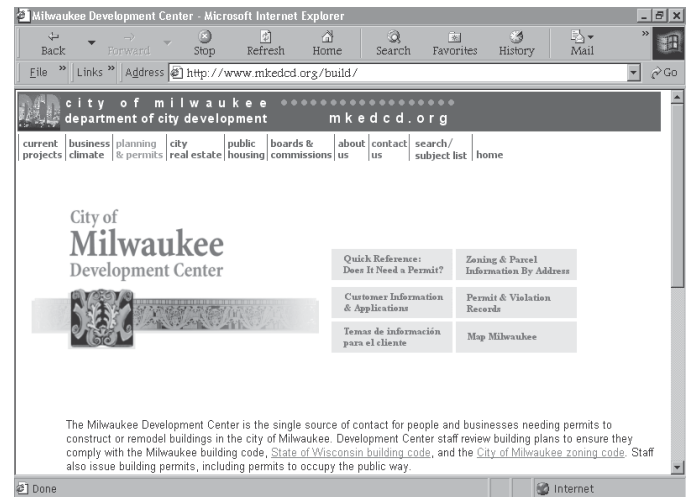 Milwaukee Development Center - Microsoft Internet Explorer
Back Forward Stop Refresh Home Search Favorites History Mail »
File » Links » Address http://www.mkedcd.org/build/ Go
DCD city of milwaukee
department of city development mkedcd.org
current projects
business climate
planning & permits
city real estate
public housing
boards & commissions
about us
contact us
search/ subject list
home
City of
Milwaukee
Development Center
Quick Reference:
Does It Need a Permit?
Zoning & Parcel
Information By Address
Customer Information
& Applications
Permit & Violation
Records
Temas de información
para el cliente
Map Milwaukee
The Milwaukee Development Center is the single source of contact for people and businesses needing permits to
construct or remodel buildings in the city of Milwaukee. Development Center staff review building plans to ensure they
comply with the Milwaukee building code, State of Wisconsin building code, and the City of Milwaukee zoning code. Staff
also issue building permits, including permits to occupy the public way.
Done Internet